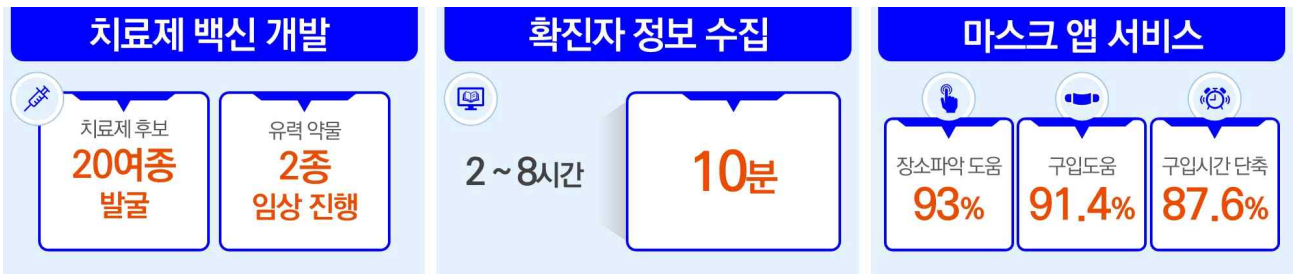 치료제 백신 개발
치료제 후보
20여종
발굴
유력 약물
2종
임상 진행
확진자 정보 수집
2 ~ 8시간
10분
마스크 앱 서비스
장소파악 도움
93%
구입도움
91.4%
구입시간 단축
87.6%